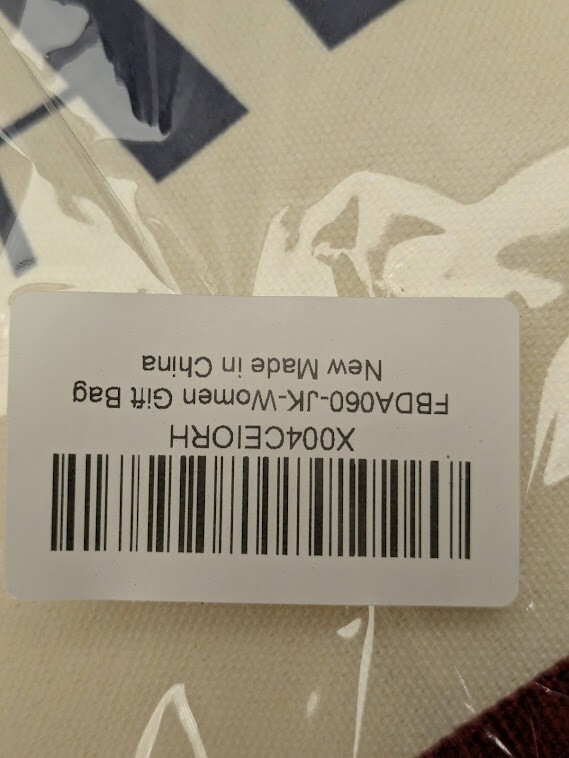 X004CEIORH
FBDA060-JK-Women Gift Bag
New Made in China